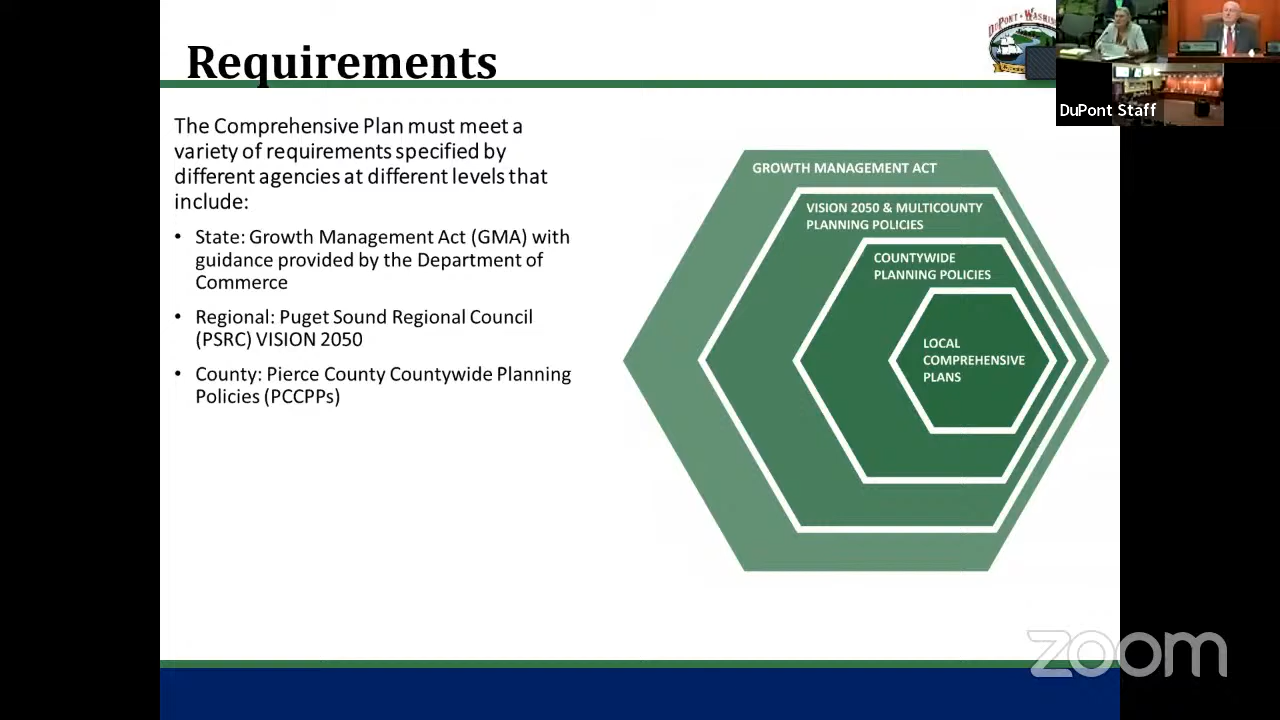 Requirements
DUPONT WASHI
DuPont Staff
The Comprehensive Plan must meet a
variety of requirements specified by
different agencies at different levels that
include:
• State: Growth Management Act (GMA) with
guidance provided by the Department of
Commerce
• Regional: Puget Sound Regional Council
(PSRC) VISION 2050
• County: Pierce County Countywide Planning
Policies (PCCPPs)
GROWTH MANAGEMENT ACT
VISION 2050 & MULTICOUNTY
PLANNING POLICIES
COUNTYWIDE
PLANNING POLICIES
LOCAL
COMPREHENSIVE
PLANS
zoom